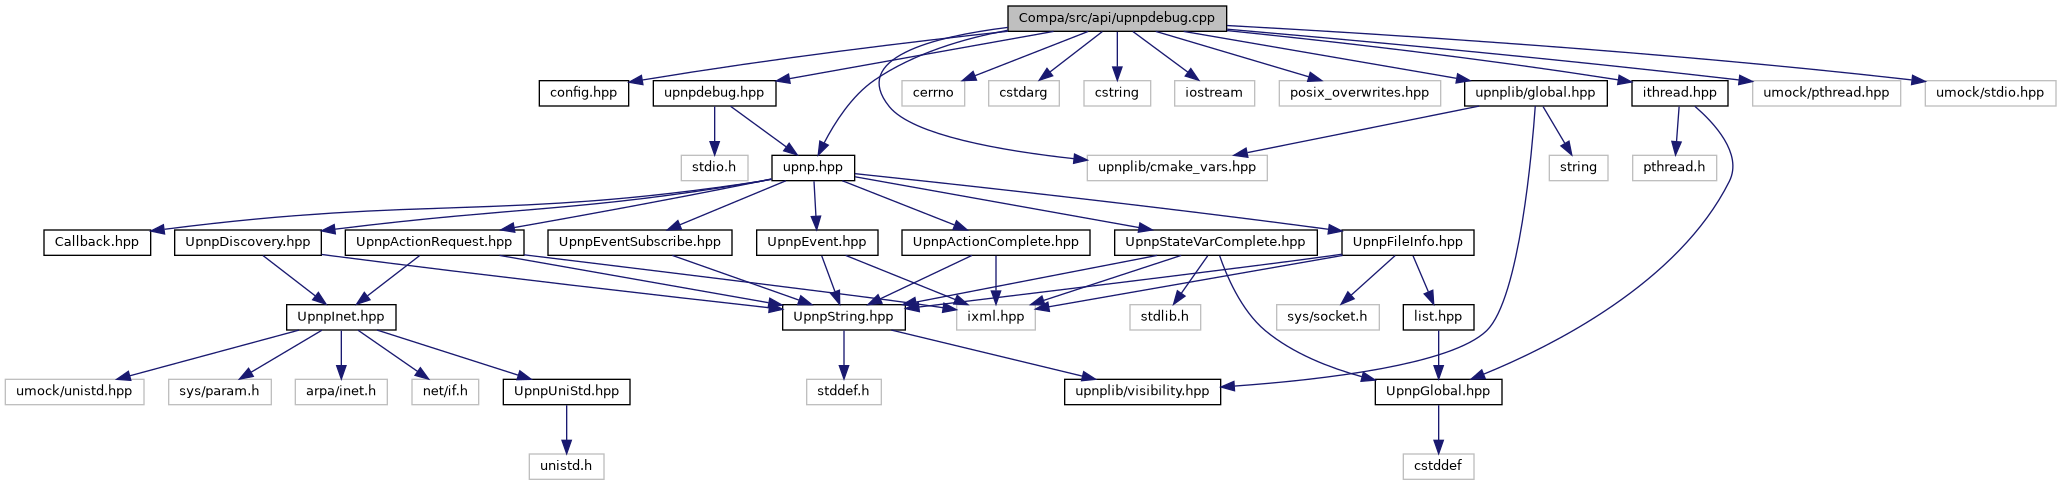 Compa/src/api/upnpdebug.cpp
config.hpp
upnpdebug.hpp
cerrno
cstdarg
cstring
iostream
posix_overwrites.hpp
upnplib/global.hpp
ithread.hpp
umock/pthread.hpp
umock/stdio.hpp
stdio.h
upnp.hpp
upnplib/cmake_vars.hpp
string
pthread.h
Callback.hpp
UpnpDiscovery.hpp
UpnpActionRequest.hpp
UpnpEventSubscribe.hpp
UpnpEvent.hpp
UpnpActionComplete.hpp
UpnpStateVarComplete.hpp
UpnpFileInfo.hpp
UpnpInet.hpp
UpnpString.hpp
ixml.hpp
stdlib.h
sys/socket.h
list.hpp
umock/unistd.hpp
sys/param.h
arpa/inet.h
net/if.h
UpnpUniStd.hpp
stddef.h
upnplib/visibility.hpp
UpnpGlobal.hpp
unistd.h
cstddef